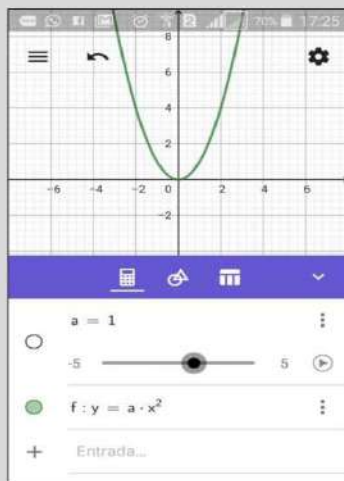 70% 17:25
8
6
4
2
-6 -4 -2 0 2 4 6
-2
a = 1
-5 5
f : y = a · x²
+ Entrada...